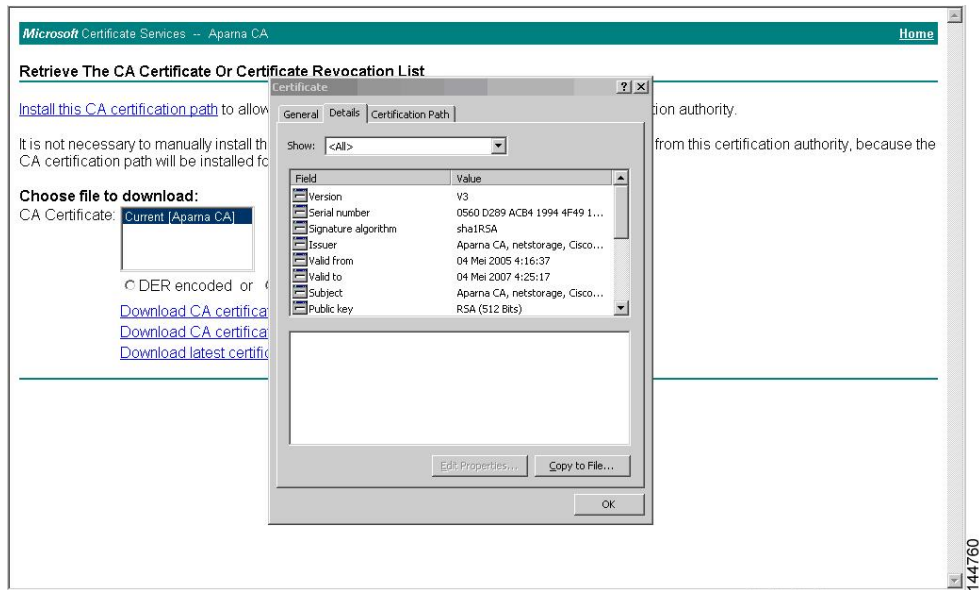 Microsoft Certificate Services -- Aparna CA
Home
Retrieve The CA Certificate Or Certificate Revocation List
Install this CA certification path to allow
tion authority.
It is not necessary to manually install th
from this certification authority, because the
CA certification path will be installed fo
Choose file to download:
CA Certificate:
Current [Aparna CA]
DER encoded or
Download CA certificat
Download CA certificat
Download latest certific
Certificate
General
Details
Certification Path
Show:
<All>
Field Value
Version V3
Serial number 0560 D289 ACB4 1994 4F49 1...
Signature algorithm sha1RSA
Issuer Aparna CA, netstorage, Cisco...
Valid from 04 Mei 2005 4:16:37
Valid to 04 Mei 2007 4:25:17
Subject Aparna CA, netstorage, Cisco...
Public key RSA (512 Bits)
Edit Properties...
Copy to File...
OK
144760